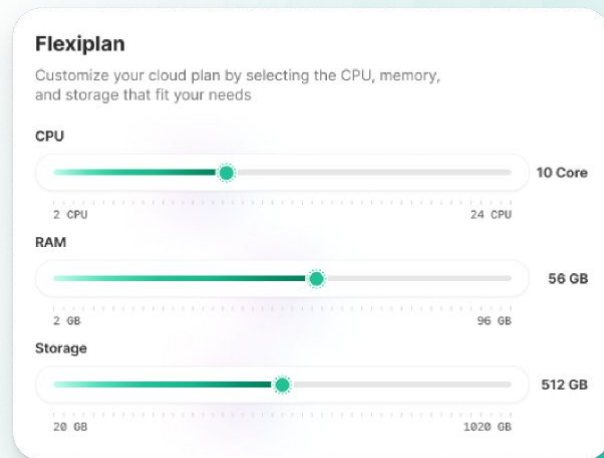 Flexiplan
Customize your cloud plan by selecting the CPU, memory,
and storage that fit your needs
CPU
10 Core
2 CPU 24 CPU
RAM
56 GB
2 GB 96 GB
Storage
512 GB
20 GB 1020 GB